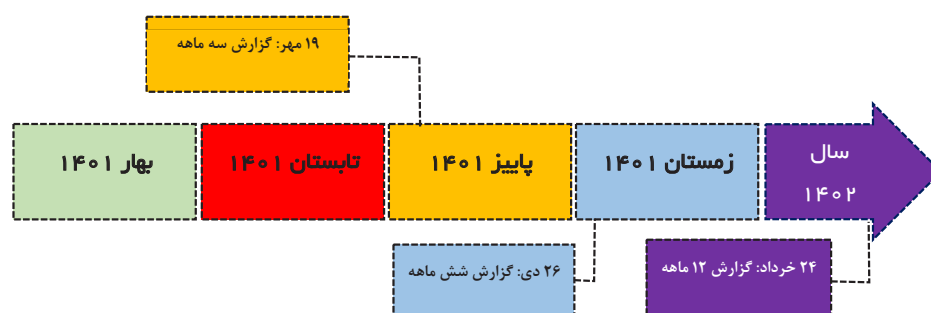 ۱۹ مهر: گزارش سه ماهه
بهار ۱۴۰۱
تابستان ۱۴۰۱
پاییز ۱۴۰۱
زمستان ۱۴۰۱
سال
۱۴۰۲
۲۶ دی: گزارش شش ماهه
۲۴ خرداد: گزارش ۱۲ ماهه